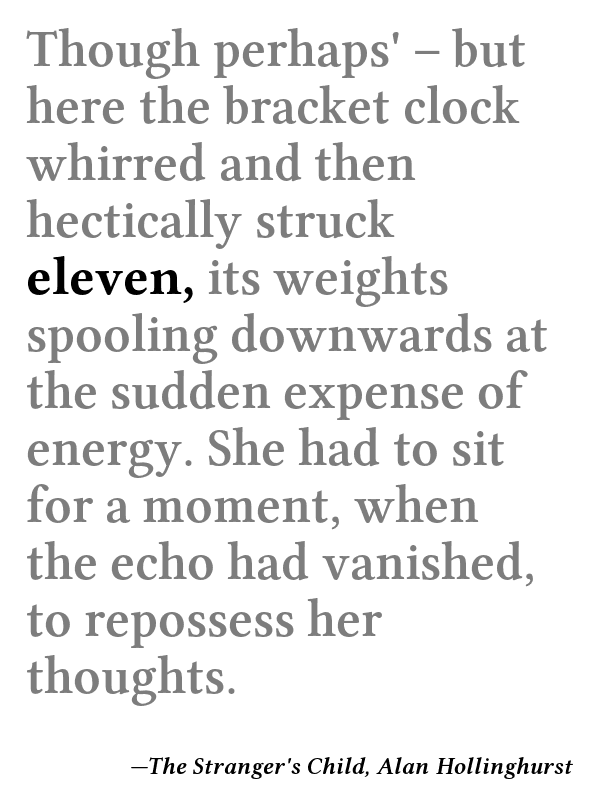 Though perhaps' – but
here the bracket clock
whirred and then
hectically struck
eleven, its weights
spooling downwards at
the sudden expense of
energy. She had to sit
for a moment, when
the echo had vanished,
to repossess her
thoughts.
—The Stranger's Child, Alan Hollinghurst